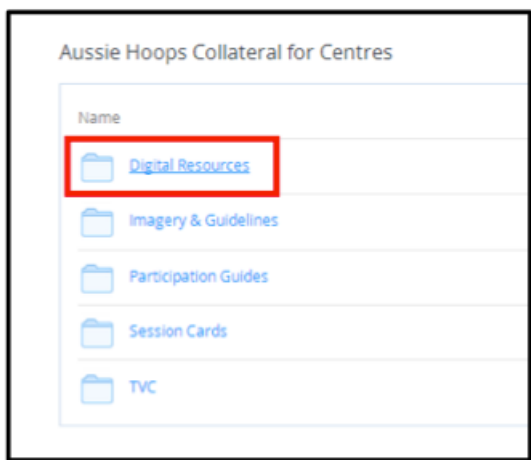 Aussie Hoops Collateral for Centres
Name
Digital Resources
Imagery & Guidelines
Participation Guides
Session Cards
TVC